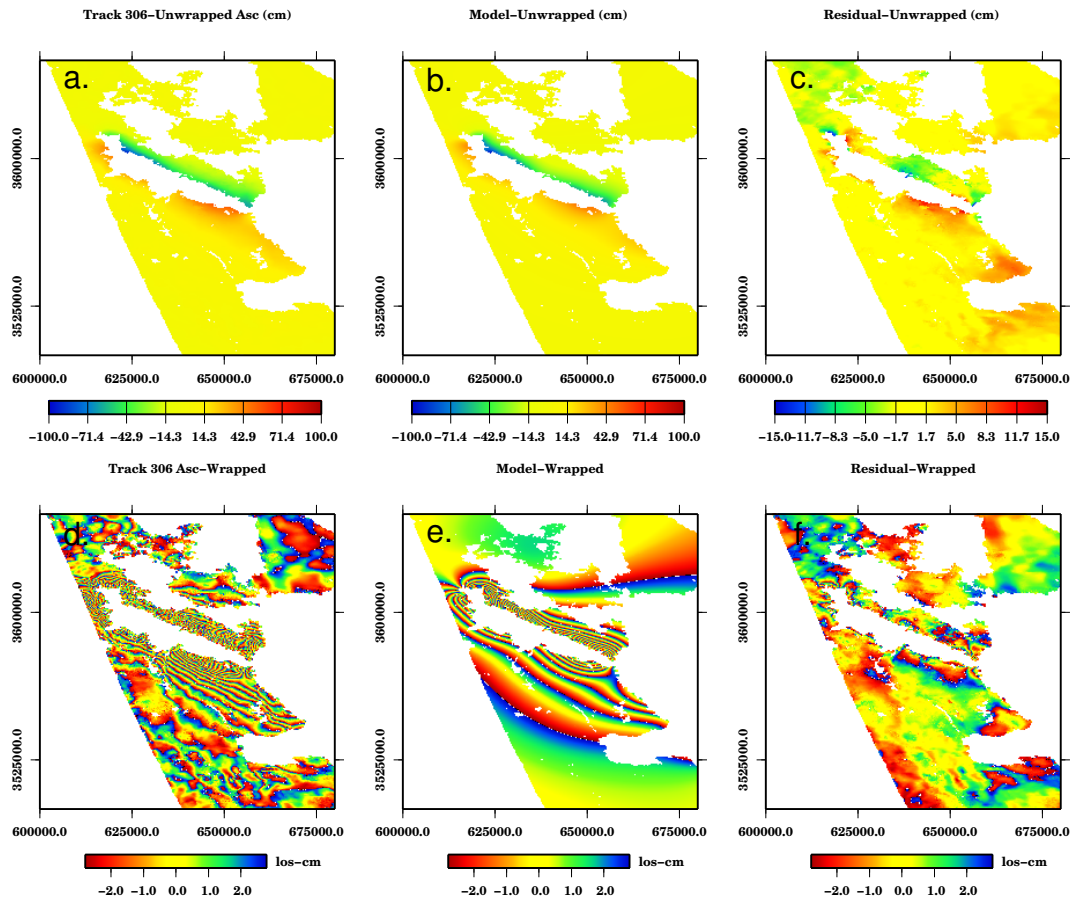 Track 306−Unwrapped Asc (cm)
Model−Unwrapped (cm)
Residual−Unwrapped (cm)
a.
b.
c.
3600000.0
3525000.0
600000.0 625000.0 650000.0 675000.0
3600000.0
3525000.0
600000.0 625000.0 650000.0 675000.0
3600000.0
3525000.0
600000.0 625000.0 650000.0 675000.0
−100.0 −71.4 −42.9 −14.3 14.3 42.9 71.4 100.0
−100.0 −71.4 −42.9 −14.3 14.3 42.9 71.4 100.0
−15.0 −11.7 −8.3 −5.0 −1.7 1.7 5.0 8.3 11.7 15.0
Track 306 Asc−Wrapped
Model−Wrapped
Residual−Wrapped
d.
e.
f.
3600000.0
3525000.0
600000.0 625000.0 650000.0 675000.0
3600000.0
3525000.0
600000.0 625000.0 650000.0 675000.0
3600000.0
3525000.0
600000.0 625000.0 650000.0 675000.0
los−cm
−2.0 −1.0 0.0 1.0 2.0
los−cm
−2.0 −1.0 0.0 1.0 2.0
los−cm
−2.0 −1.0 0.0 1.0 2.0